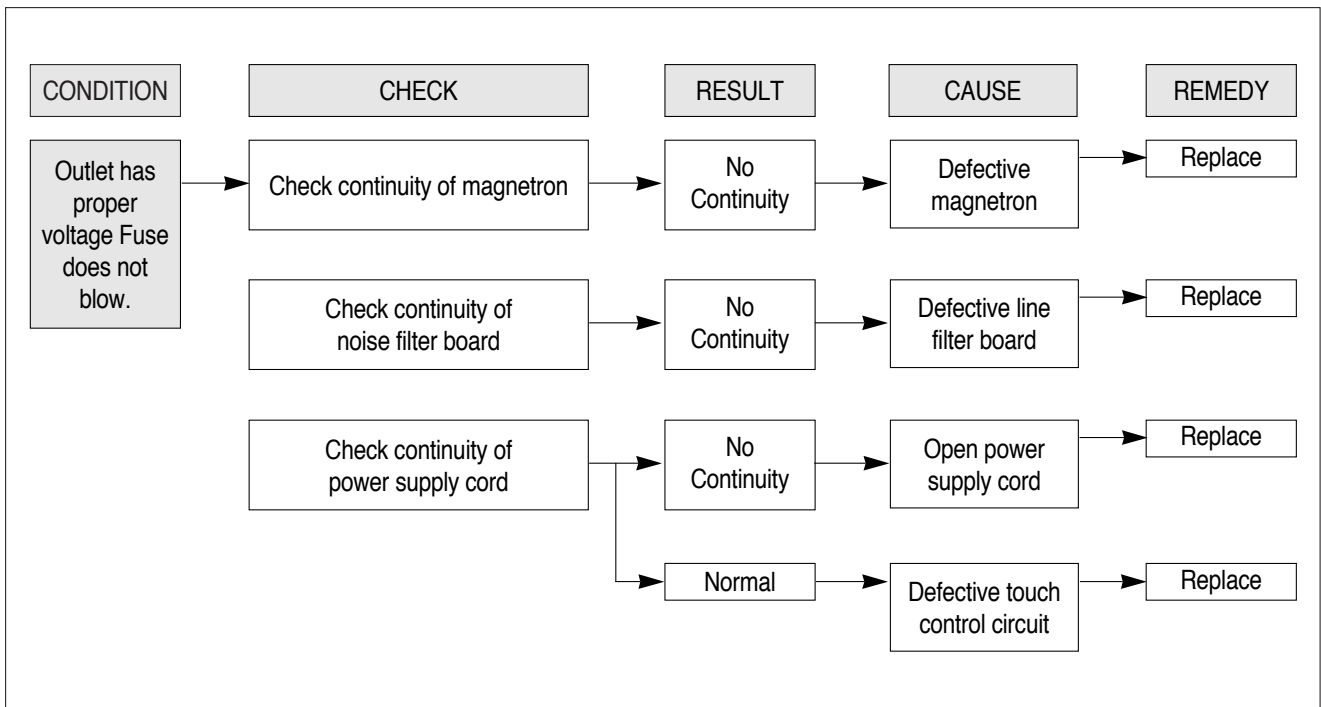 CONDITION
CHECK
RESULT
CAUSE
REMEDY
Outlet has
proper
voltage Fuse
does not
blow.
Check continuity of magnetron
No
Continuity
Defective
magnetron
Replace
Check continuity of
noise filter board
No
Continuity
Defective line
filter board
Replace
Check continuity of
power supply cord
No
Continuity
Open power
supply cord
Replace
Normal
Defective touch
control circuit
Replace